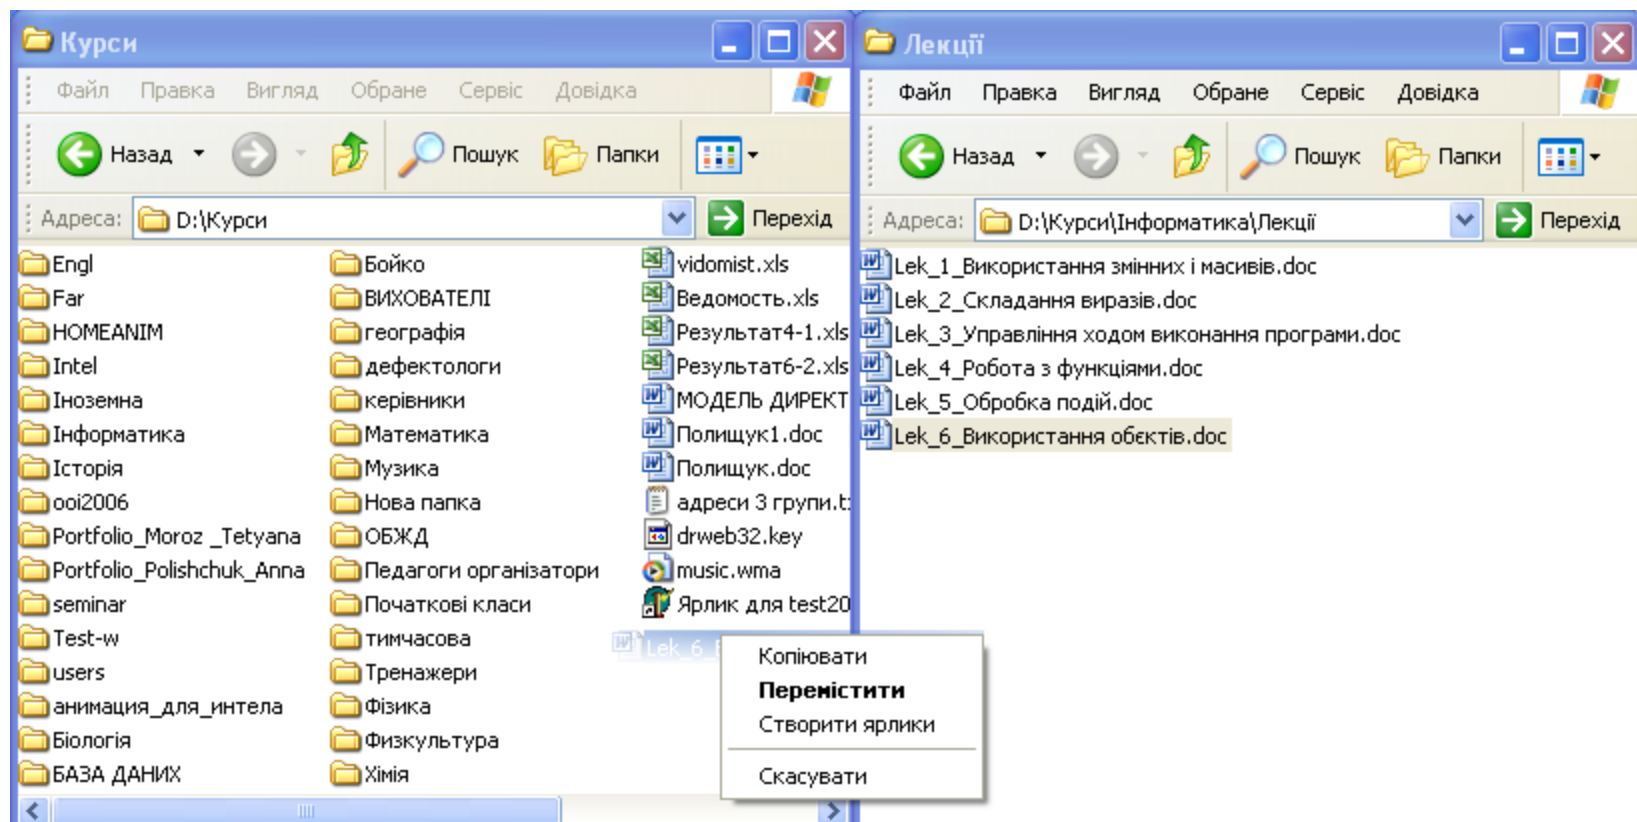 Курси
Файл Правка Вигляд Обране Сервіс Довідка
Назад Пошук Папки
Адреса: D:\Курси Перехід
Engl Бойко vidomist.xls
Far ВИХОВАТЕЛІ Ведомость.xls
HOMEANIM географія Результат4-1.xls
Intel дефектологи Результат6-2.xls
Іноземна керівники МОДЕЛЬ ДИРЕКТ
Інформатика Математика Полищук1.doc
Історія Музика Полищук.doc
ooi2006 Нова папка адреси 3 групи.t
Portfolio_Moroz _Tetyana ОБЖД drweb32.key
Portfolio_Polishchuk_Anna Педагоги організатори music.wma
seminar Початкові класи Ярлик для test20
Test-w тимчасова Lek_6_
users Тренажери
анимация_для_интела Фізика
Біологія Физкультура
БАЗА ДАНИХ Хімія
Копіювати
Перемістити
Створити ярлики
Скасувати
Лекції
Файл Правка Вигляд Обране Сервіс Довідка
Назад Пошук Папки
Адреса: D:\Курси\Інформатика\Лекції Перехід
Lek_1_Використання змінних і масивів.doc
Lek_2_Складання виразів.doc
Lek_3_Управління ходом виконання програми.doc
Lek_4_Робота з функціями.doc
Lek_5_Обробка подій.doc
Lek_6_Використання обєктів.doc